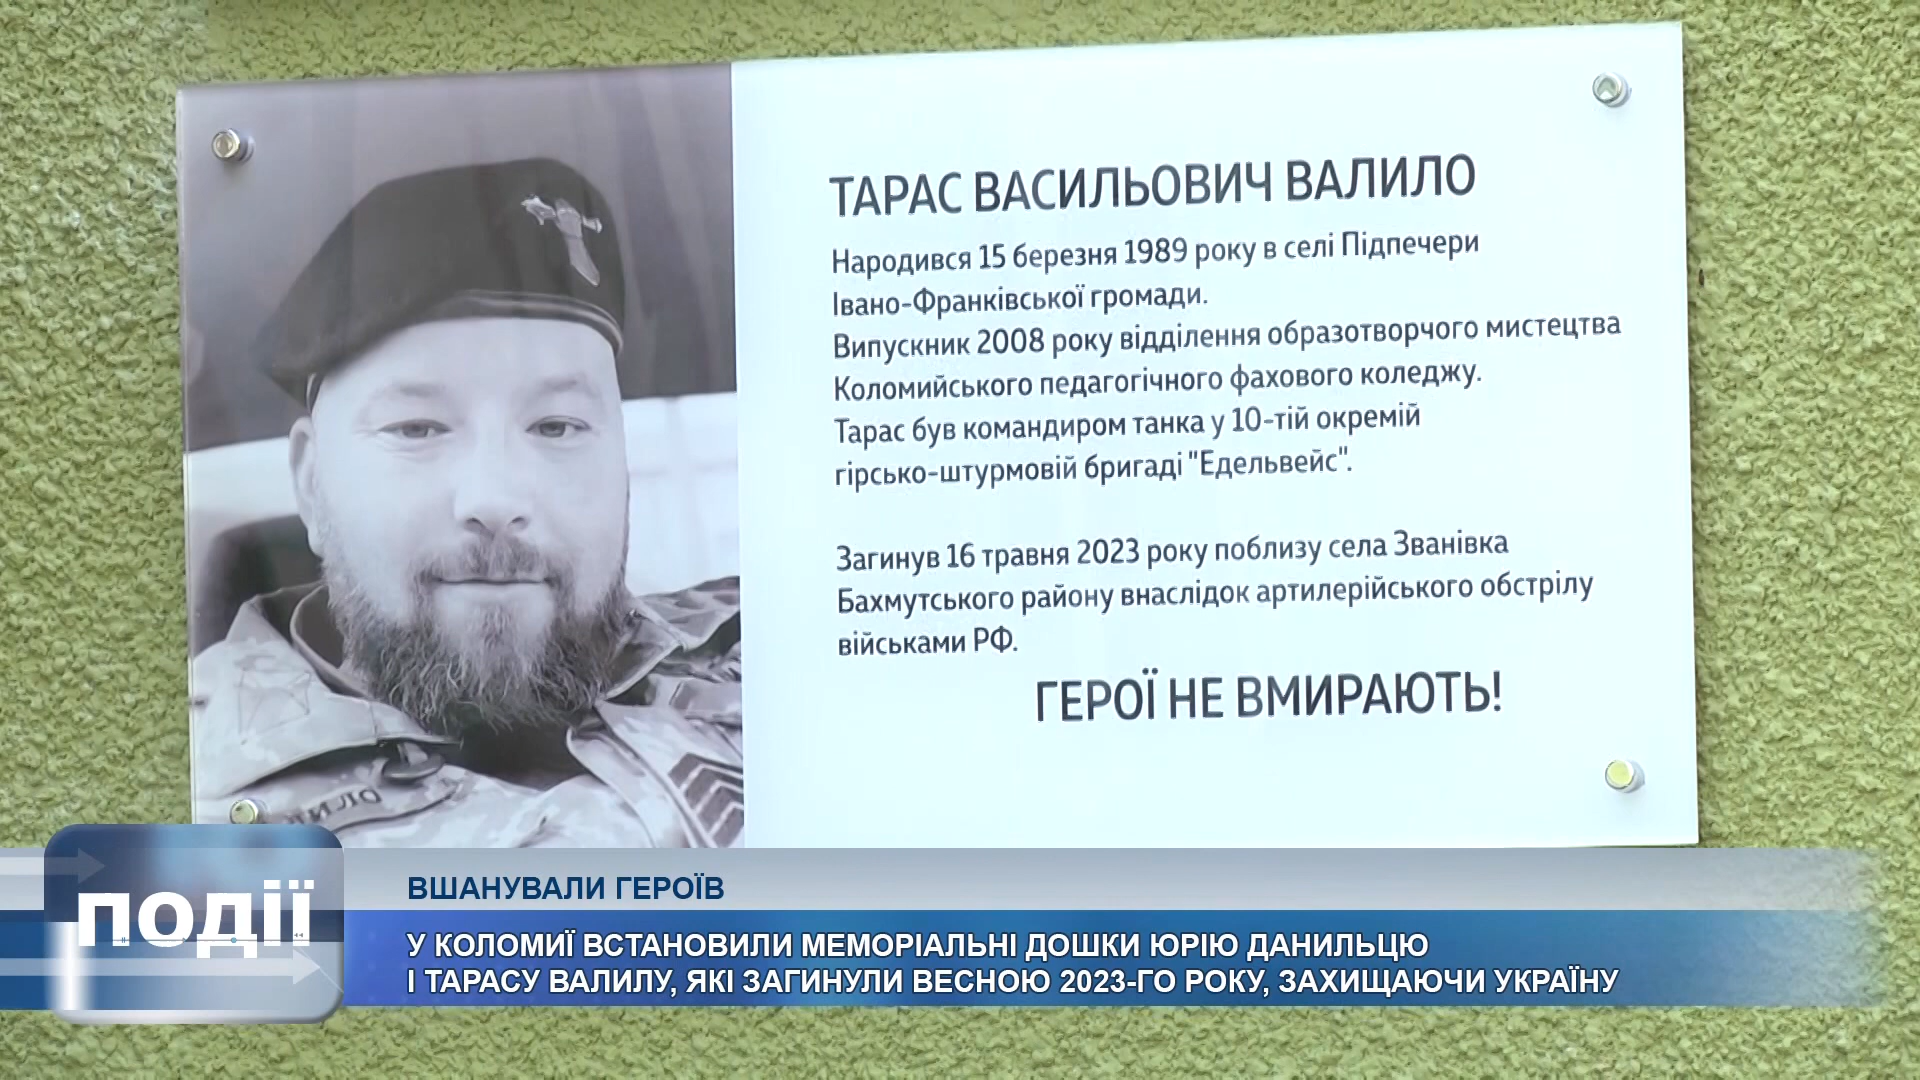 ТАРАС ВАСИЛЬОВИЧ ВАЛИЛО
Народився 15 березня 1989 року в селі Підпечери
Івано-Франківської громади.
Випускник 2008 року відділення образотворчого мистецтва
Коломийського педагогічного фахового коледжу.
Тарас був командиром танка у 10-тій окремій
гірсько-штурмовій бригаді "Едельвейс".
Загинув 16 травня 2023 року поблизу села Званівка
Бахмутського району внаслідок артилерійського обстрілу
військами РФ.
ГЕРОЇ НЕ ВМИРАЮТЬ!
події
ВШАНУВАЛИ ГЕРОЇВ
У КОЛОМИЇ ВСТАНОВИЛИ МЕМОРІАЛЬНІ ДОШКИ ЮРІЮ ДАНИЛЬЦЮ
І ТАРАСУ ВАЛИЛУ, ЯКІ ЗАГИНУЛИ ВЕСНОЮ 2023-ГО РОКУ, ЗАХИЩАЮЧИ УКРАЇНУ